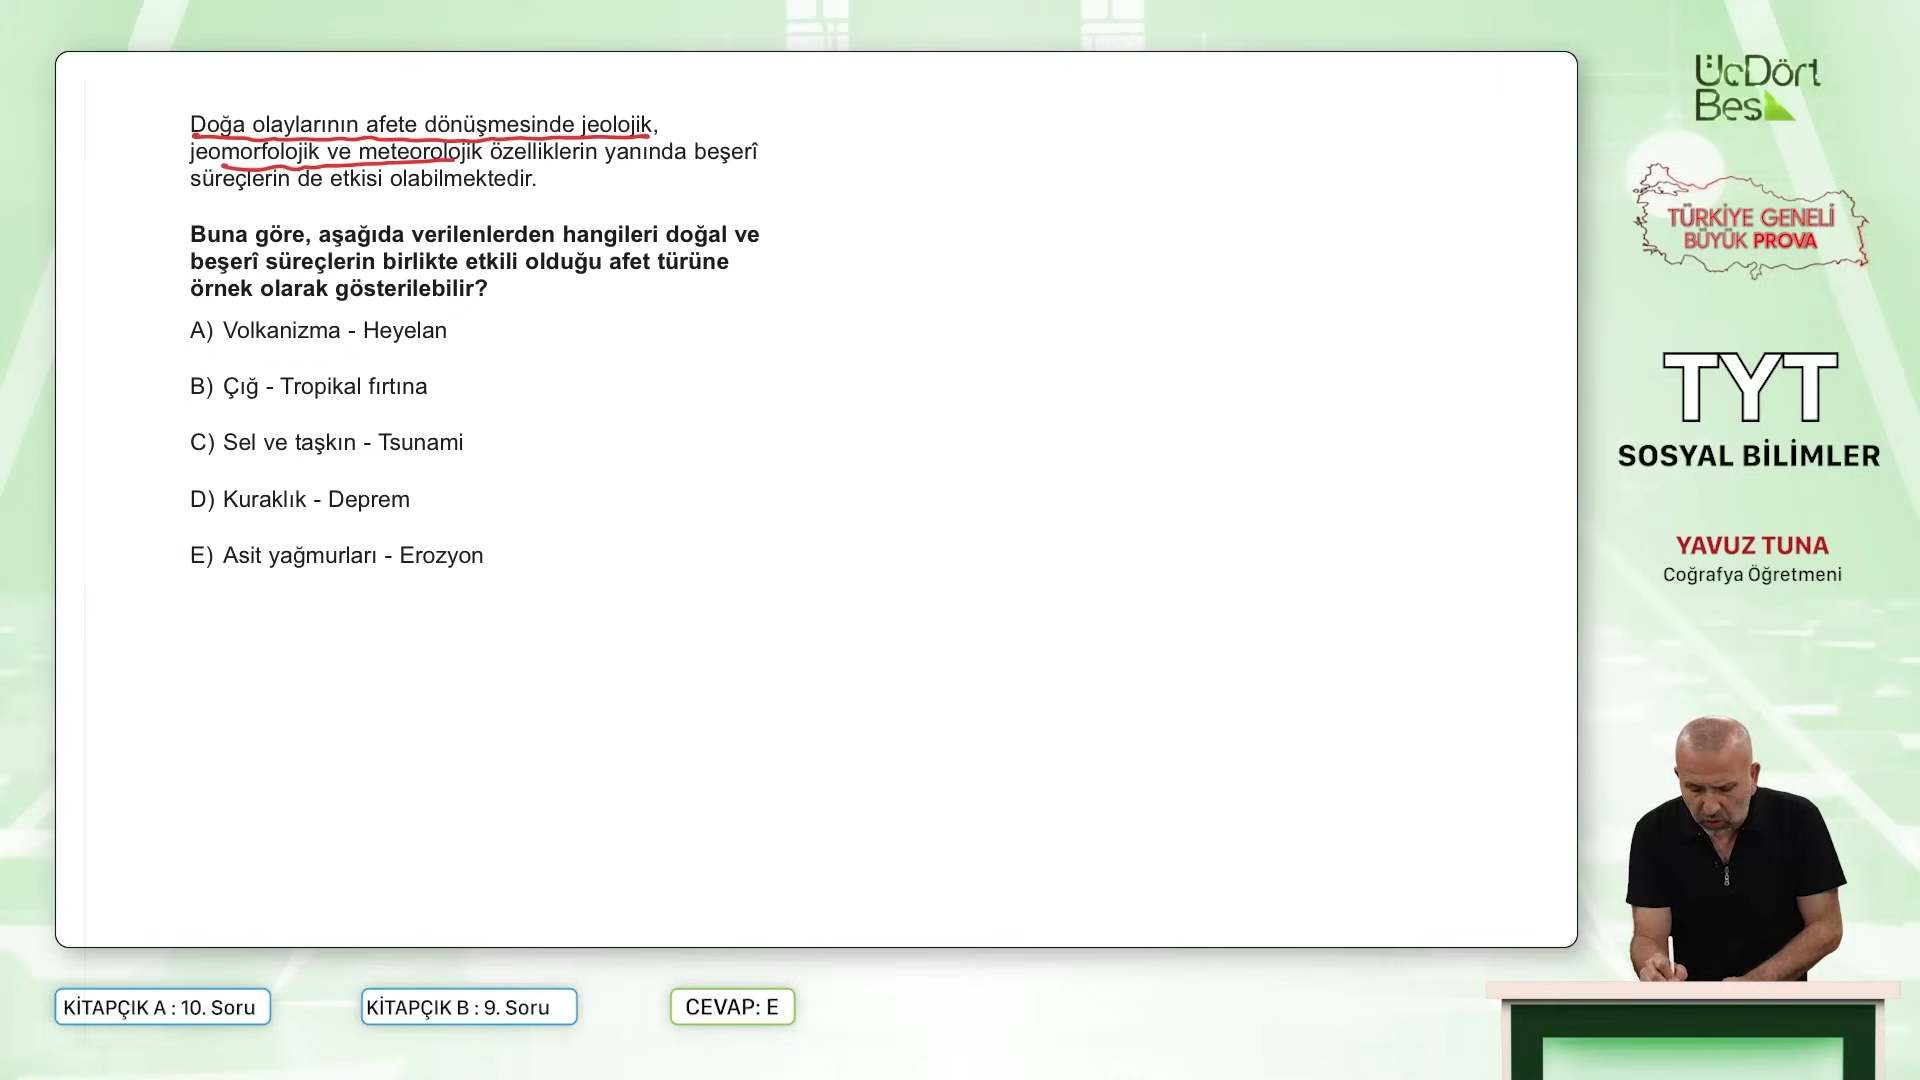 Doğa olaylarının afete dönüşmesinde jeolojik,
jeomorfolojik ve meteorolojik özelliklerin yanında beşerî
süreçlerin de etkisi olabilmektedir.
Buna göre, aşağıda verilenlerden hangileri doğal ve
beşerî süreçlerin birlikte etkili olduğu afet türüne
örnek olarak gösterilebilir?
A) Volkanizma - Heyelan
B) Çığ - Tropikal fırtına
C) Sel ve taşkın - Tsunami
D) Kuraklık - Deprem
E) Asit yağmurları - Erozyon
KİTAPÇIK A : 10. Soru
KİTAPÇIK B : 9. Soru
CEVAP: E
ÜçDört
Beş
TÜRKİYE GENELİ
BÜYÜK PROVA
TYT
SOSYAL BİLİMLER
YAVUZ TUNA
Coğrafya Öğretmeni